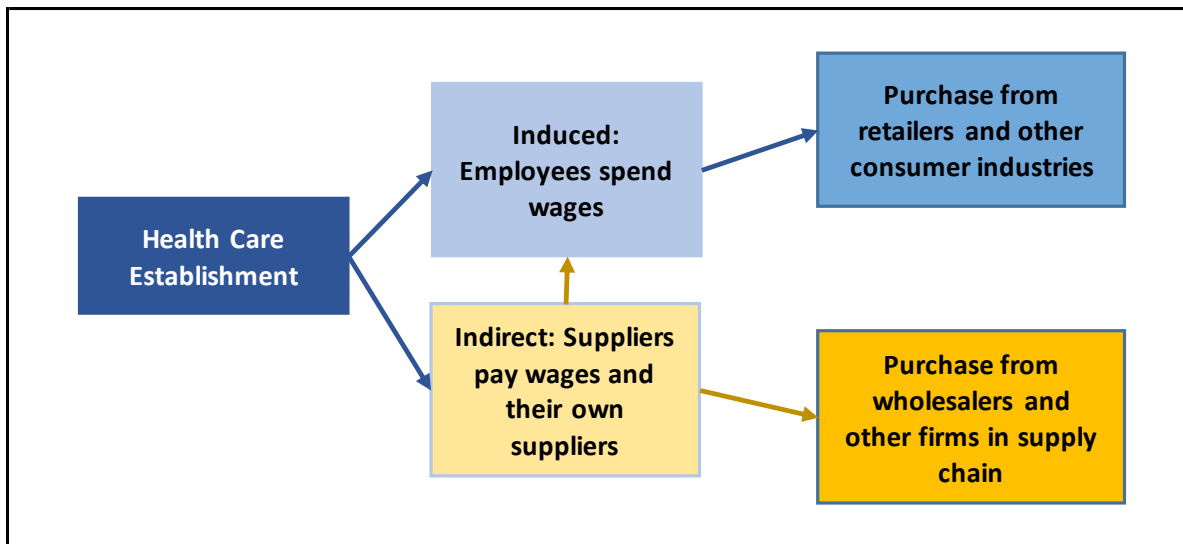 Health Care
Establishment
Induced:
Employees spend
wages
Indirect: Suppliers
pay wages and
their own
suppliers
Purchase from
retailers and other
consumer industries
Purchase from
wholesalers and
other firms in supply
chain